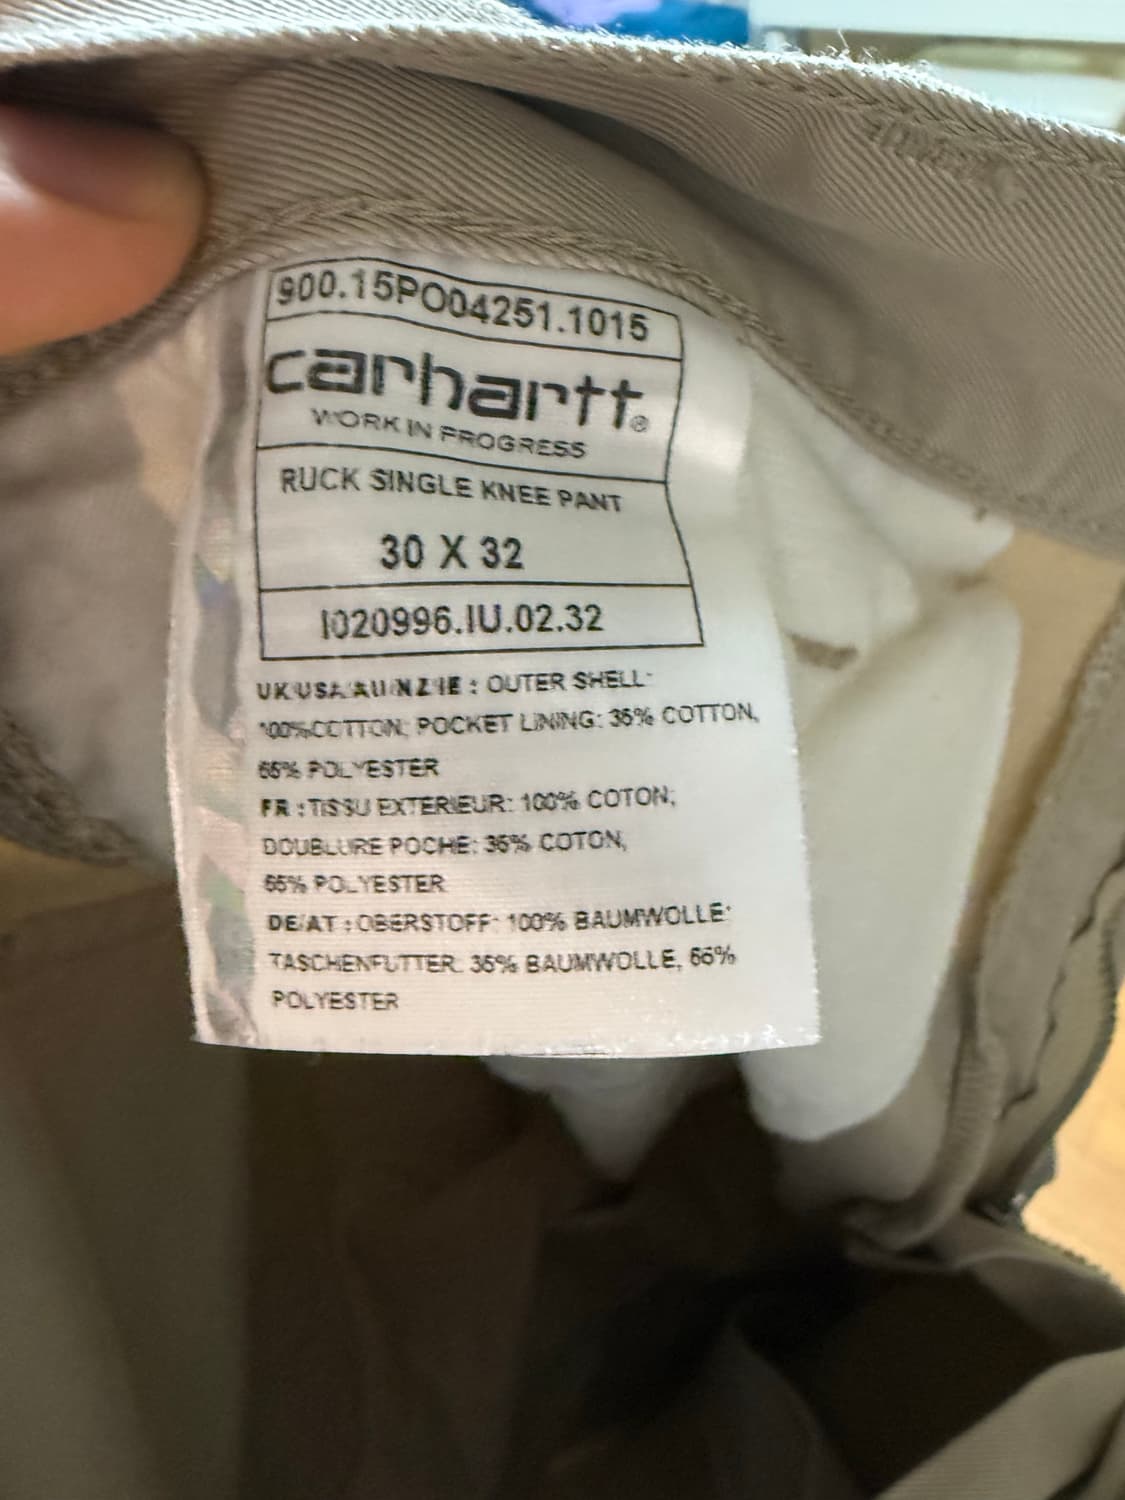 900.15PO04251.1015
carhartt®
WORK IN PROGRESS
RUCK SINGLE KNEE PANT
30 X 32
I020996.IU.02.32
UK/USA/AU/NZ/IE : OUTER SHELL:
100%COTTON; POCKET LINING: 35% COTTON,
65% POLYESTER
FR : TISSU EXTERIEUR: 100% COTON;
DOUBLURE POCHE: 35% COTON,
65% POLYESTER
DE/AT : OBERSTOFF: 100% BAUMWOLLE;
TASCHENFUTTER: 35% BAUMWOLLE, 65%
POLYESTER